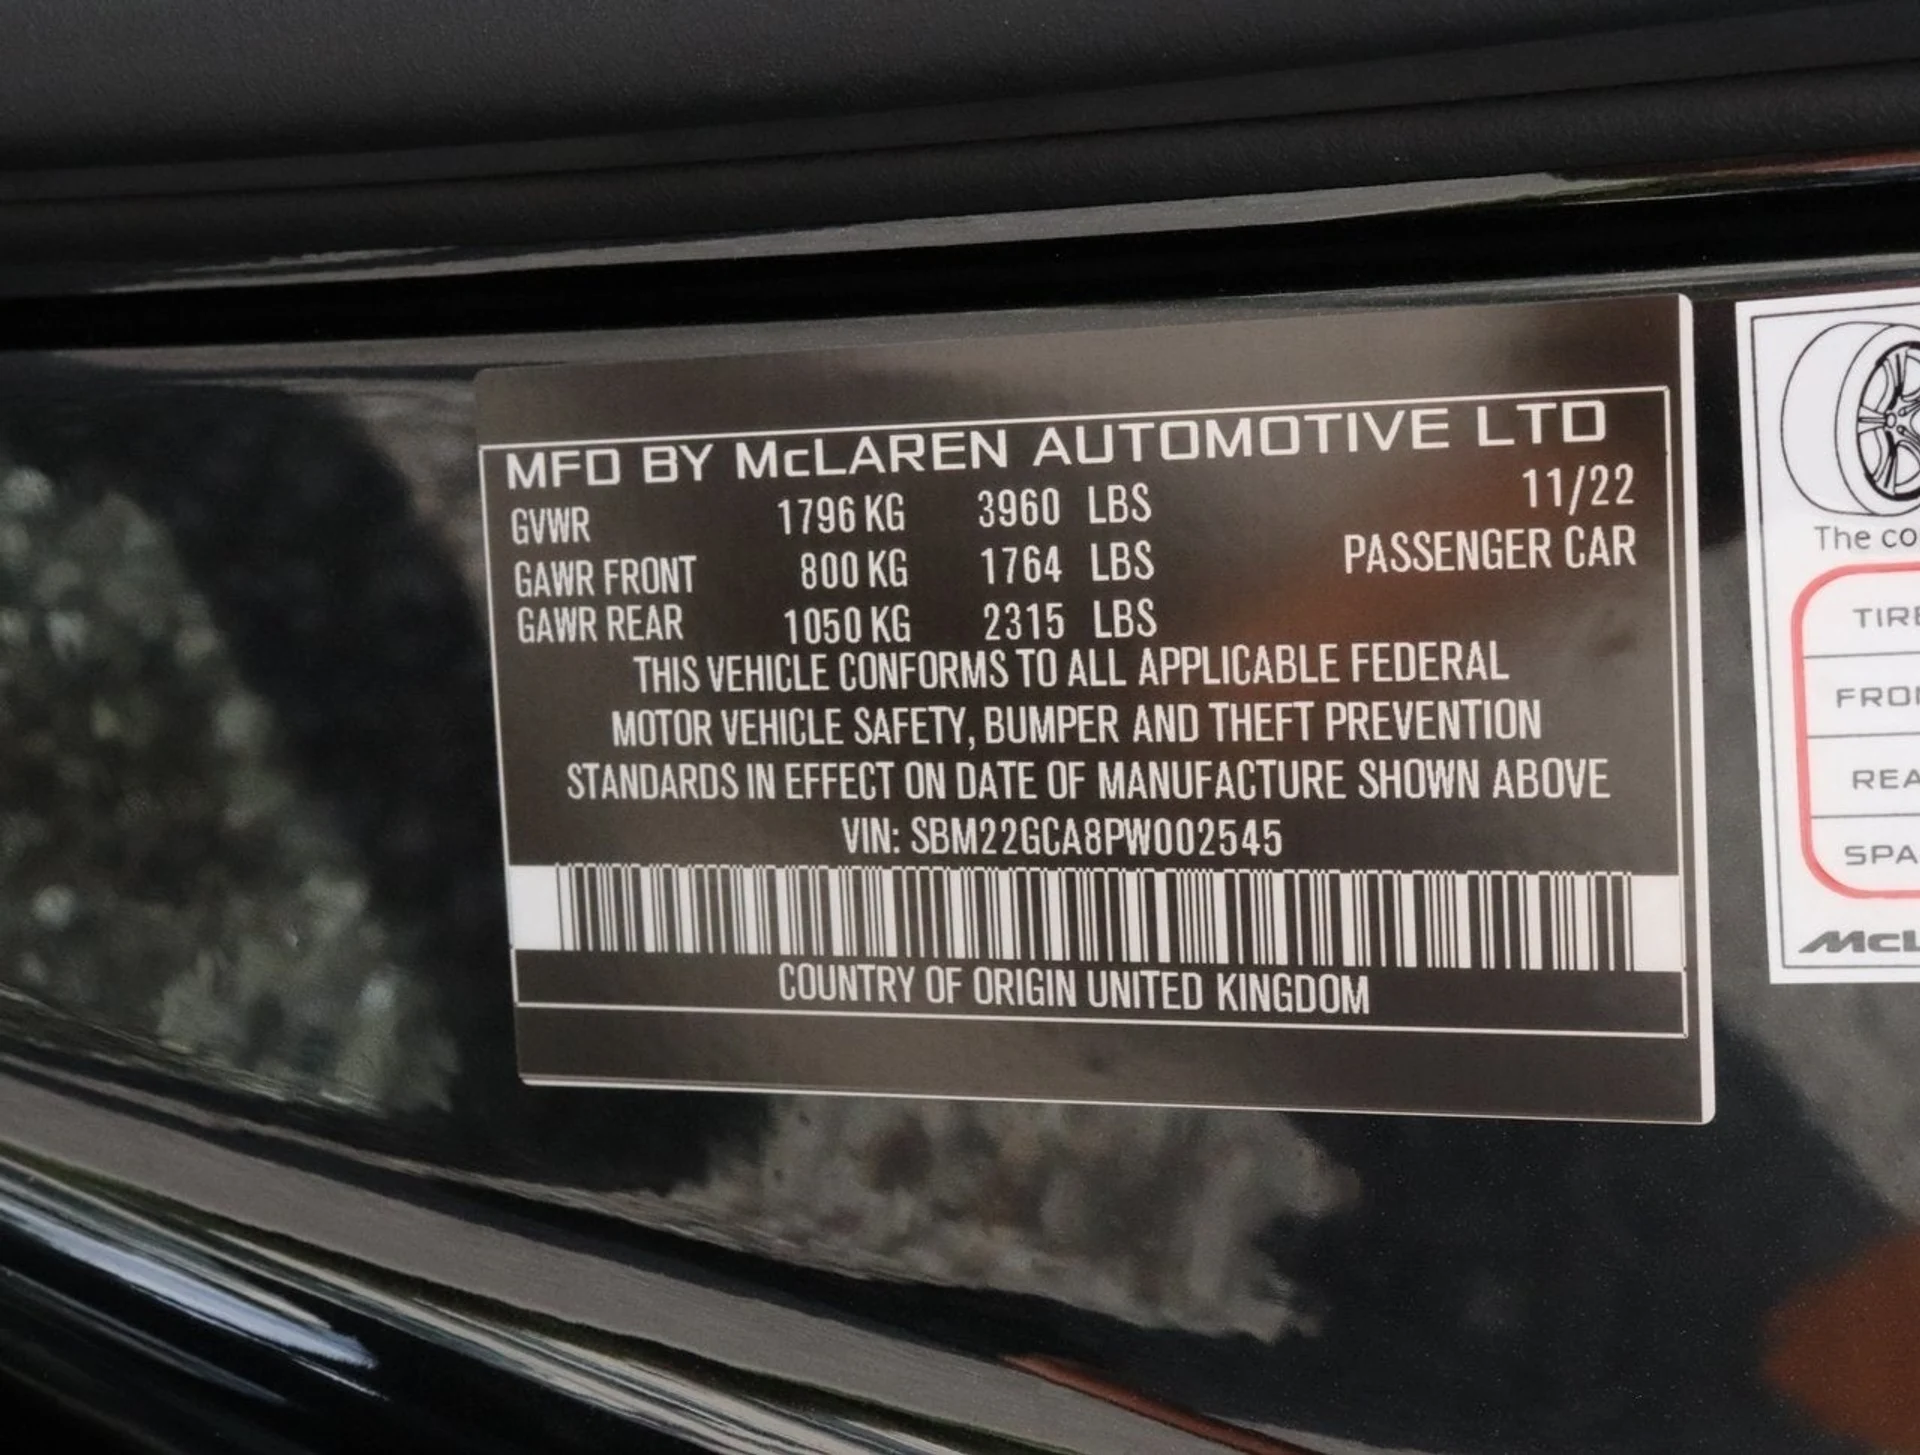 MFD BY McLAREN AUTOMOTIVE LTD
11/22
GVWR 1796 KG 3960 LBS
PASSENGER CAR
GAWR FRONT 800 KG 1764 LBS
GAWR REAR 1050 KG 2315 LBS
THIS VEHICLE CONFORMS TO ALL APPLICABLE FEDERAL
MOTOR VEHICLE SAFETY, BUMPER AND THEFT PREVENTION
STANDARDS IN EFFECT ON DATE OF MANUFACTURE SHOWN ABOVE
VIN: SBM22GCA8PW002545
COUNTRY OF ORIGIN UNITED KINGDOM
The